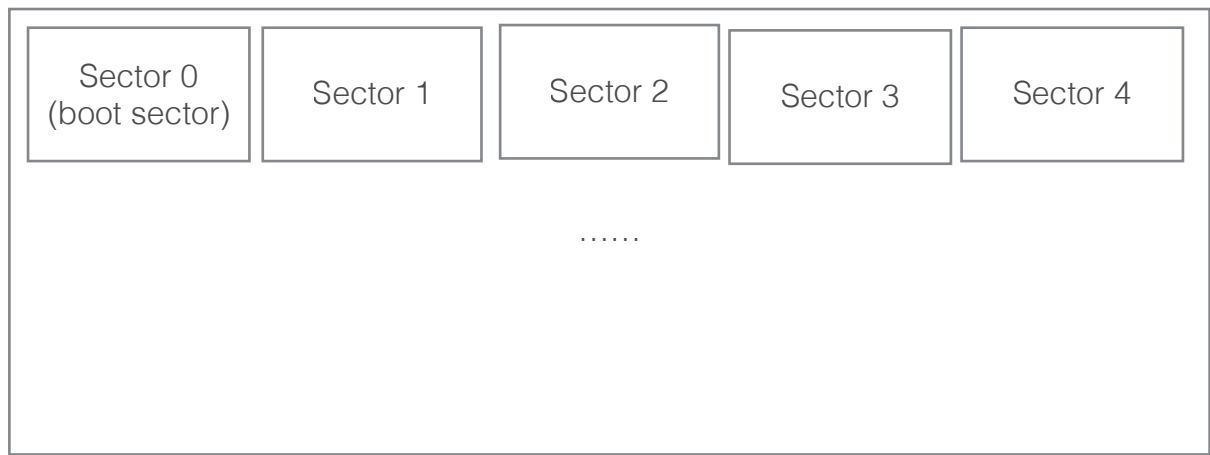 Sector 0
(boot sector)
Sector 1
Sector 2
Sector 3
Sector 4
......